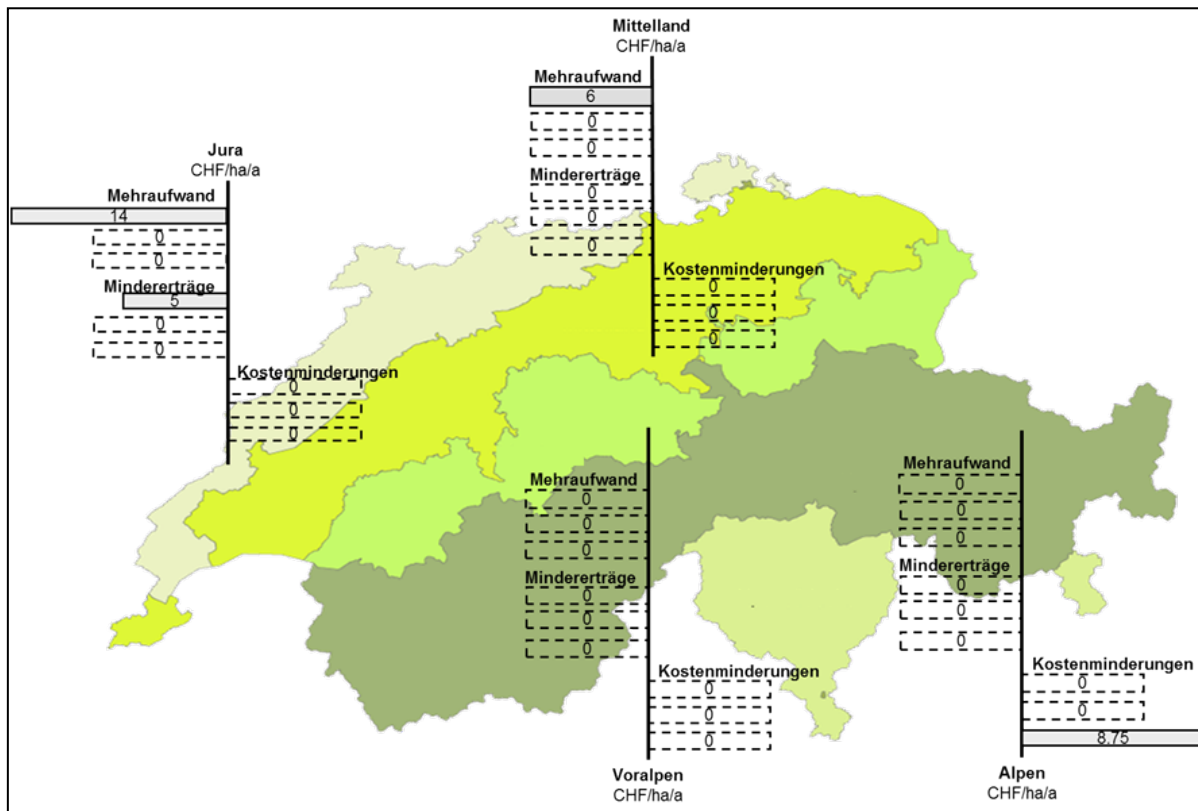 Mittelland
CHF/ha/a
Mehraufwand
6
0
0
Mindererträge
0
0
0
Kostenminderungen
0
0
0
Jura
CHF/ha/a
Mehraufwand
14
0
0
Mindererträge
5
0
0
Kostenminderungen
0
0
0
Mehraufwand
0
0
0
Mindererträge
0
0
0
Kostenminderungen
0
0
0
Voralpen
CHF/ha/a
Mehraufwand
0
0
0
Mindererträge
0
0
0
Kostenminderungen
0
0
8.75
Alpen
CHF/ha/a